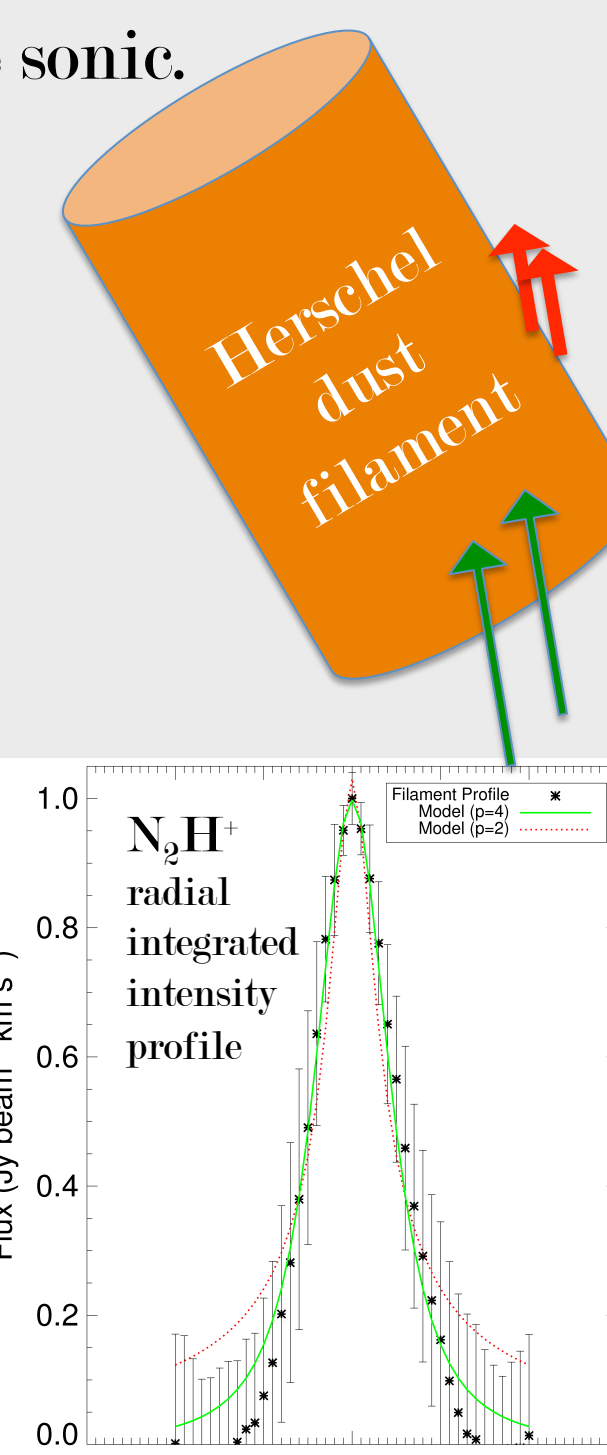 sonic.
Herschel
dust
filament
Filament Profile
Model (p=4)
Model (p=2)
N₂H⁺
radial
integrated
intensity
profile
1.0
0.8
0.6
0.4
0.2
0.0